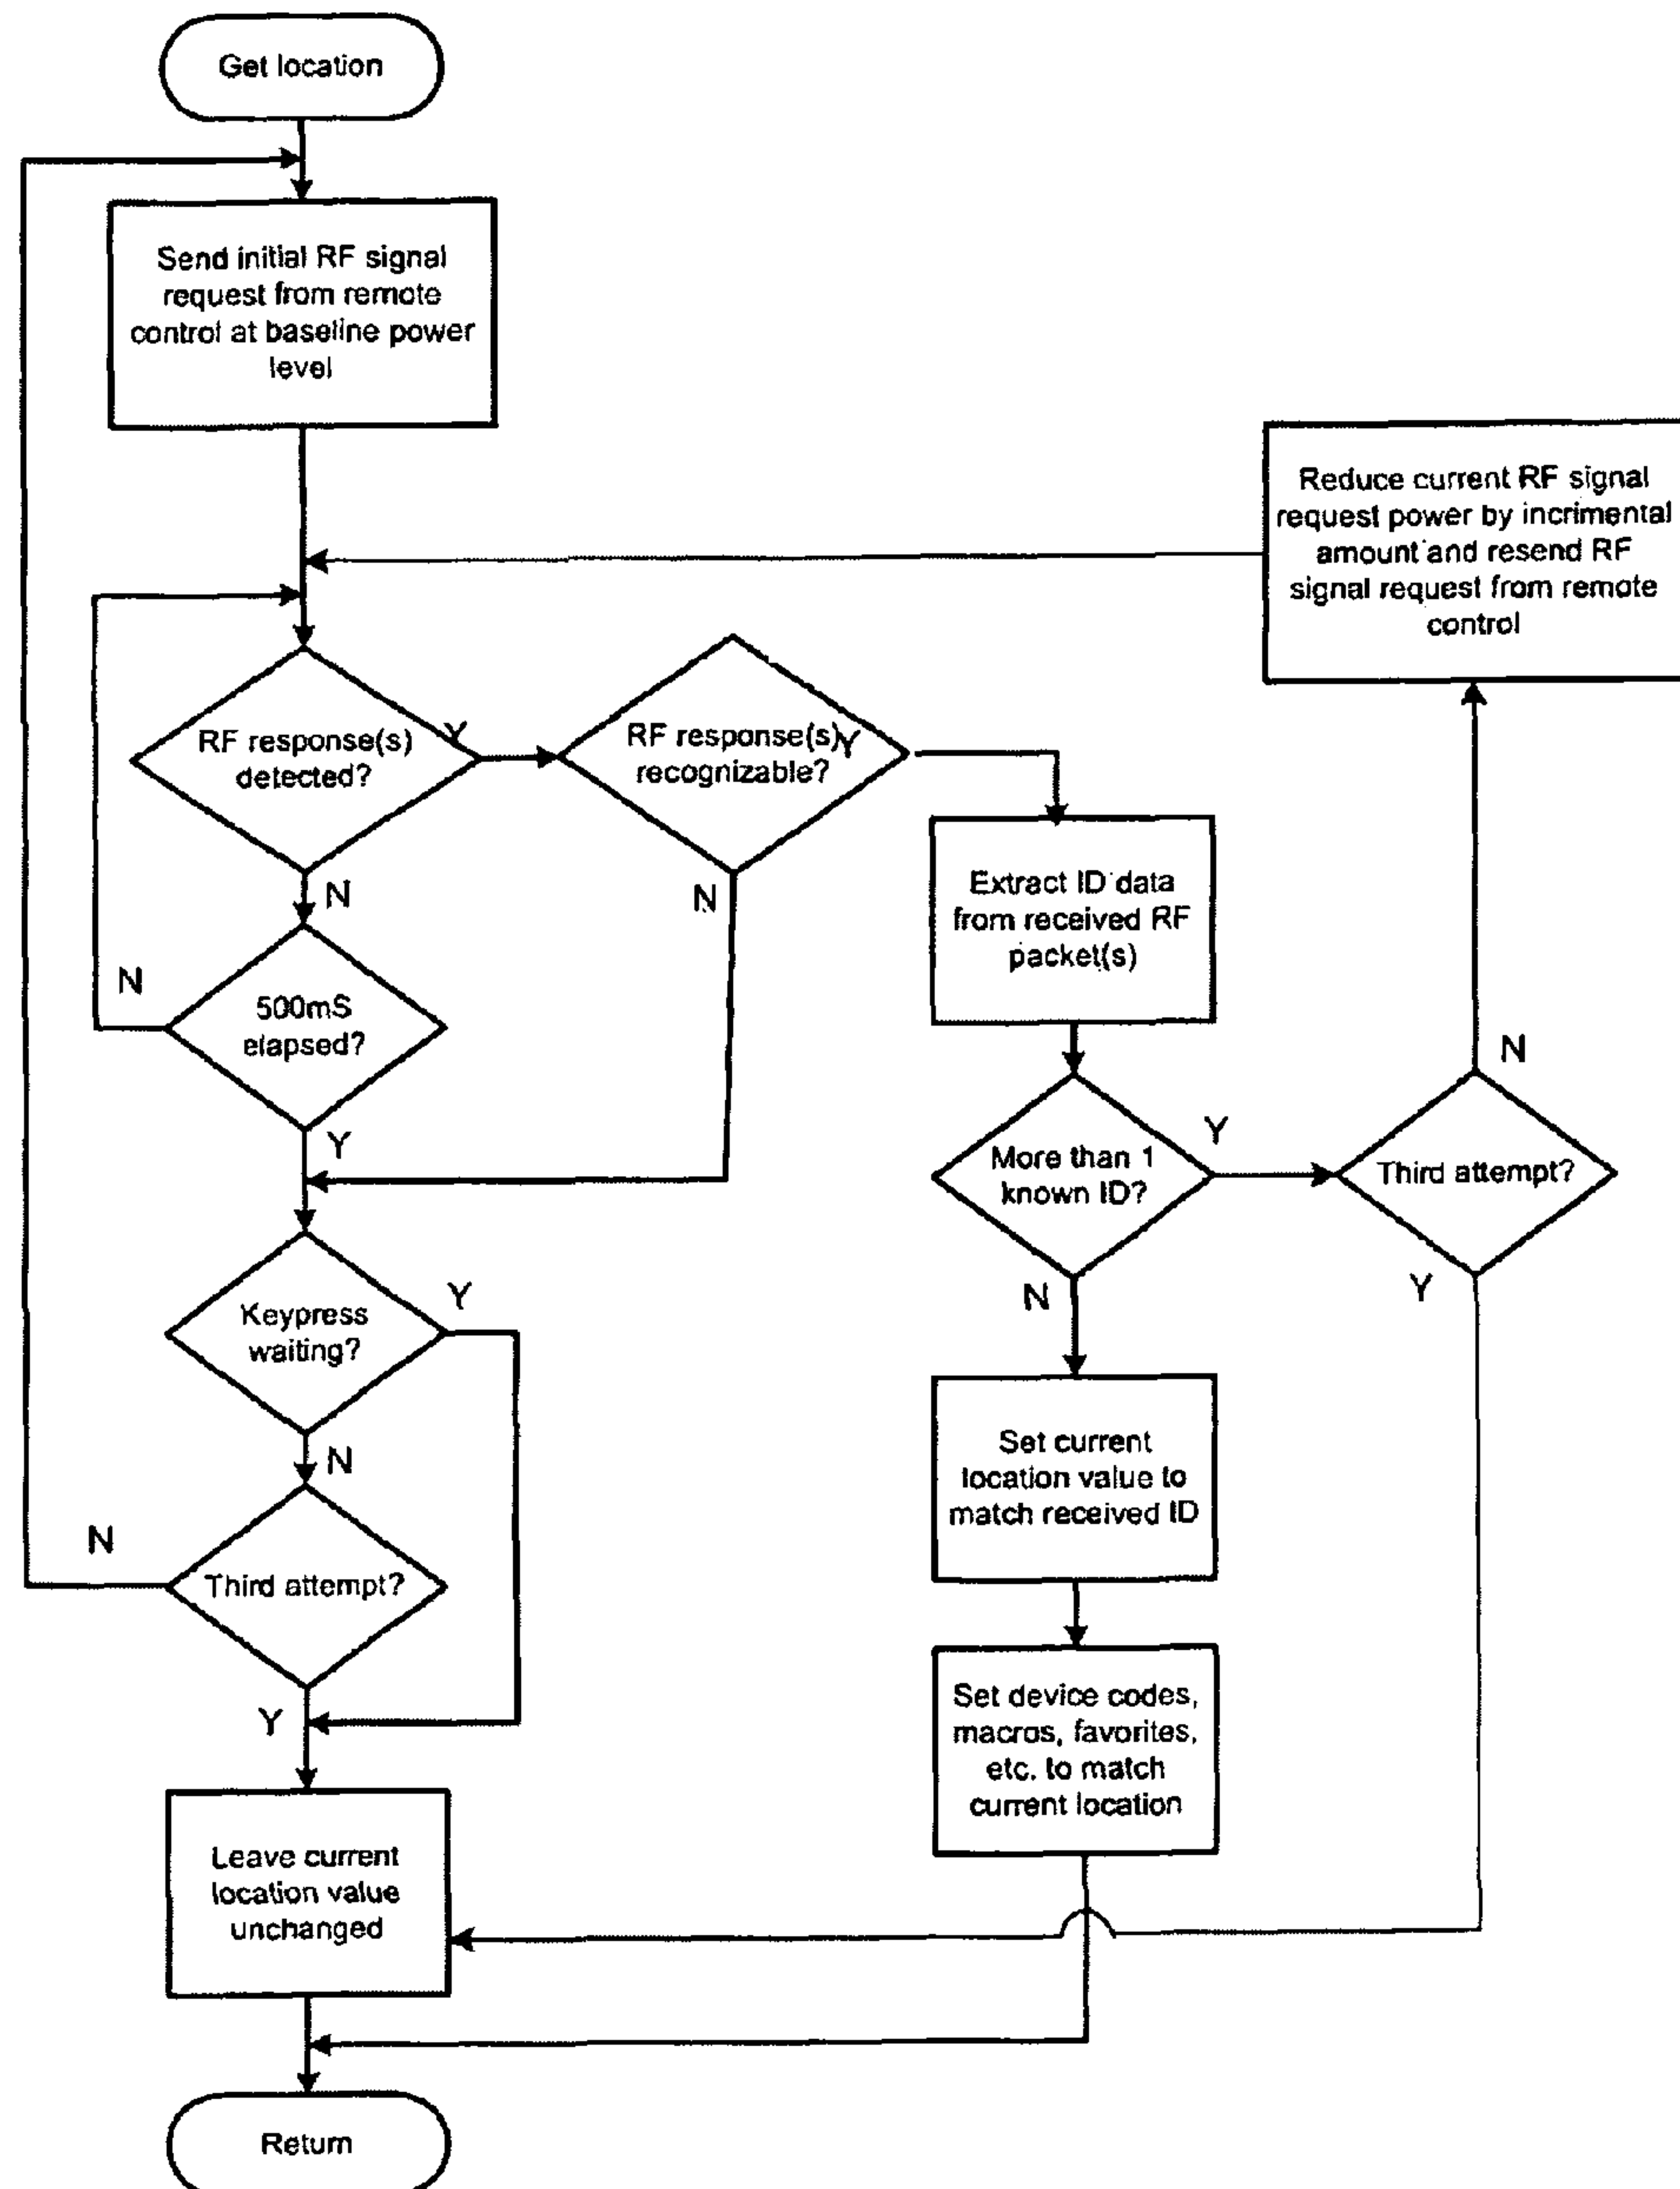 Get location
Send initial RF signal
request from remote
control at baseline power
level
Reduce current RF signal
request power by incrimental
amount and resend RF
signal request from remote
control
RF response(s)
detected?
Y
RF response(s)
recognizable?
Y
N
N
Extract ID data
from received RF
packet(s)
N
500mS
elapsed?
Y
More than 1
known ID?
Y
N
Third attempt?
N
Y
Keypress
waiting?
Y
N
Set current
location value to
match received ID
N
Third attempt?
Y
Set device codes,
macros, favorites,
etc. to match
current location
Leave current
location value
unchanged
Return